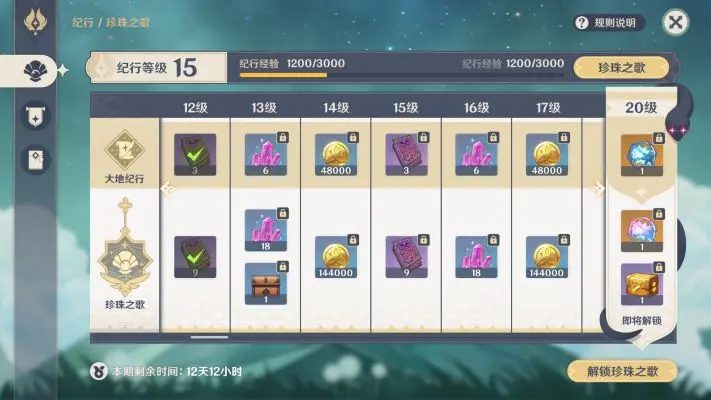 纪行 / 珍珠之歌
规则说明
纪行等级 15
纪行经验 1200/3000
纪行经验 1200/3000
珍珠之歌
12级 13级 14级 15级 16级 17级 20级
大地纪行
3 6 48000 3 6 48000 1
珍珠之歌
9 18 144000 9 18 144000 1
1 1
即将解锁
本期剩余时间：12天12小时
解锁珍珠之歌